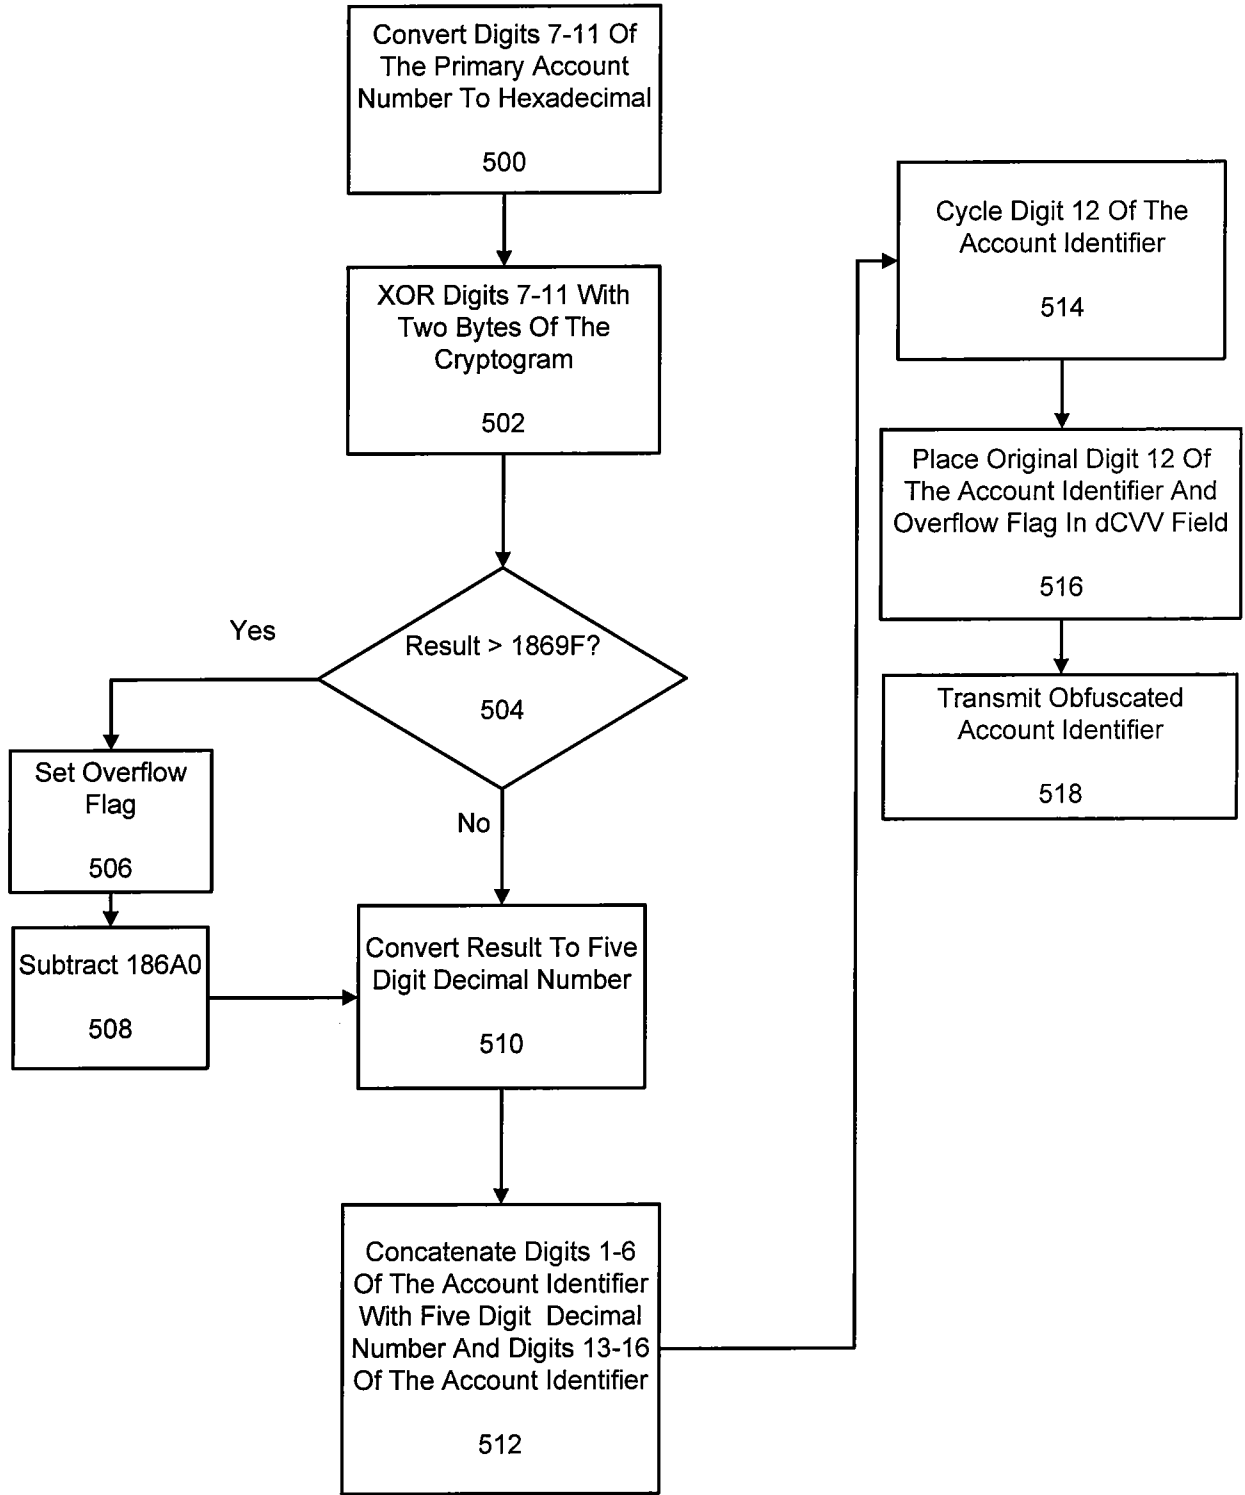 Convert Digits 7-11 Of
The Primary Account
Number To Hexadecimal
500
XOR Digits 7-11 With
Two Bytes Of The
Cryptogram
502
Result > 1869F?
504
Yes
No
Set Overflow
Flag
506
Subtract 186A0
508
Convert Result To Five
Digit Decimal Number
510
Concatenate Digits 1-6
Of The Account Identifier
With Five Digit Decimal
Number And Digits 13-16
Of The Account Identifier
512
Cycle Digit 12 Of The
Account Identifier
514
Place Original Digit 12 Of
The Account Identifier And
Overflow Flag In dCVV Field
516
Transmit Obfuscated
Account Identifier
518